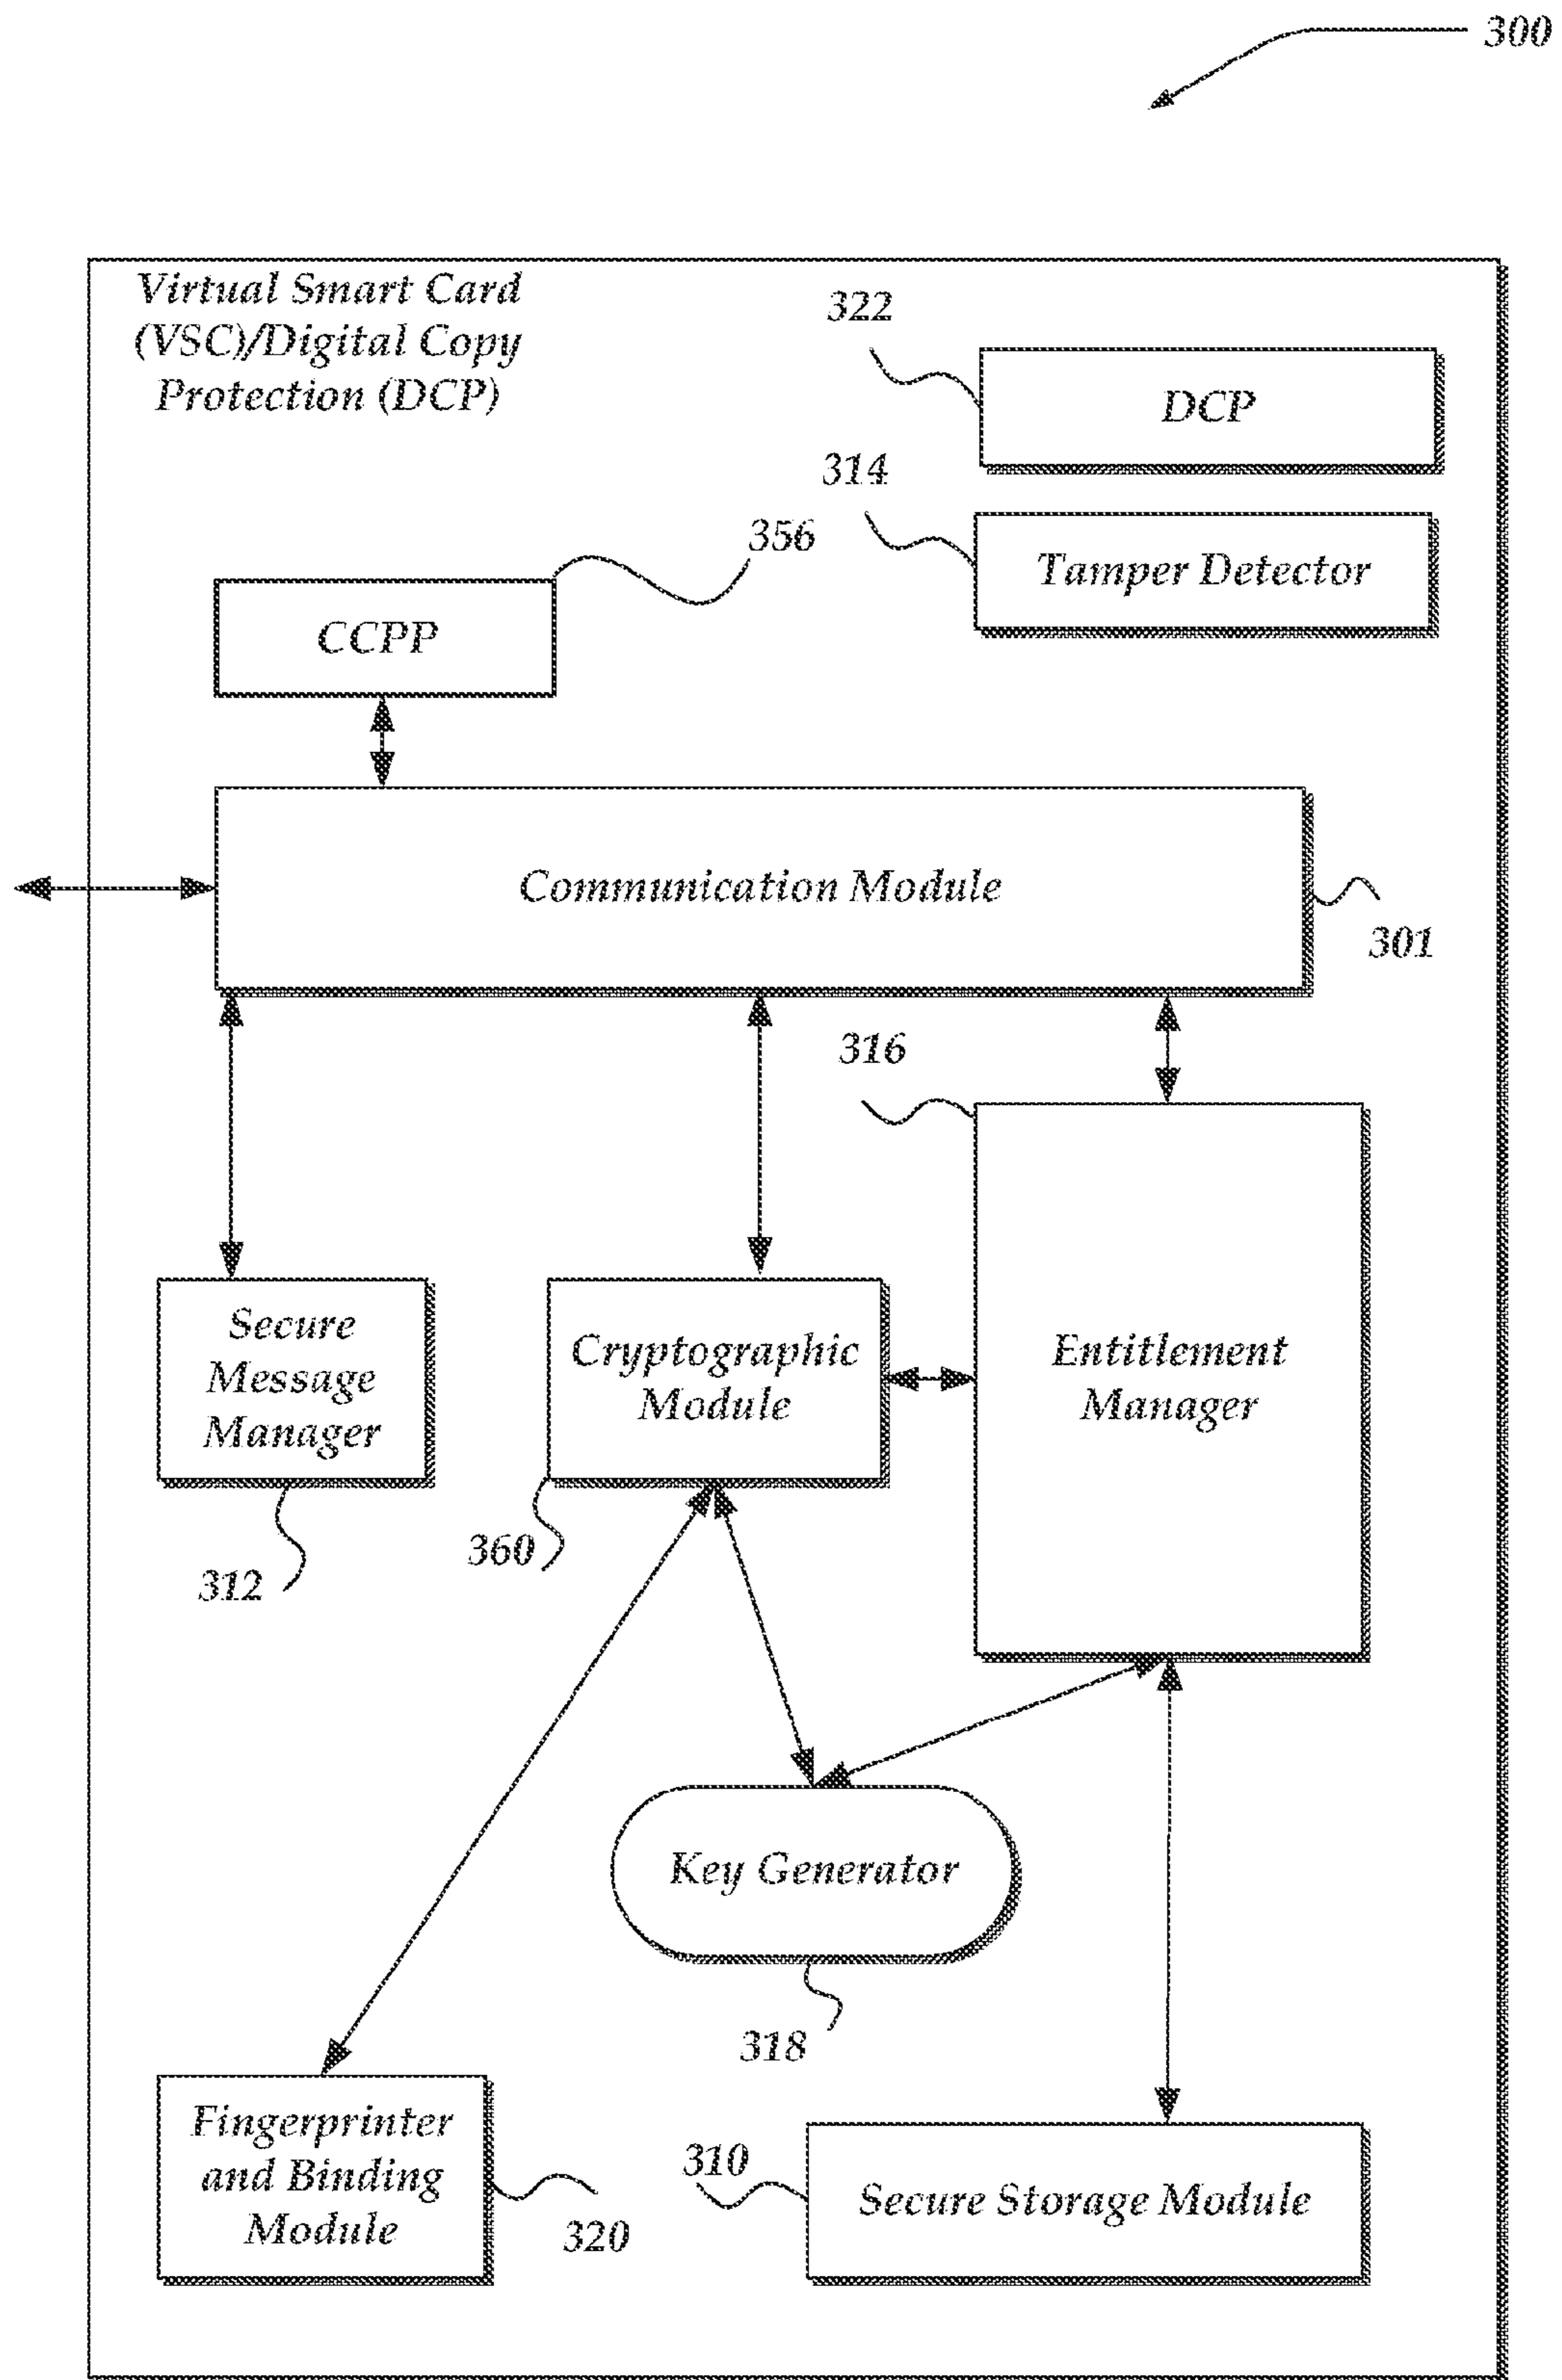 300
Virtual Smart Card
(VSC)/Digital Copy
Protection (DCP)
322
DCP
314
Tamper Detector
356
CCPP
Communication Module
301
316
Secure
Message
Manager
Cryptographic
Module
Entitlement
Manager
360
312
Key Generator
318
Fingerprinter
and Binding
Module
310
Secure Storage Module
320